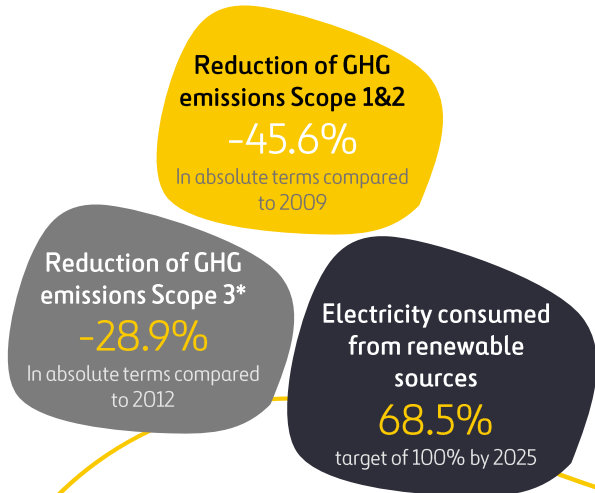 Reduction of GHG
emissions Scope 1&2
-45.6%
In absolute terms compared
to 2009
Reduction of GHG
emissions Scope 3*
-28.9%
In absolute terms compared
to 2012
Electricity consumed
from renewable
sources
68.5%
target of 100% by 2025